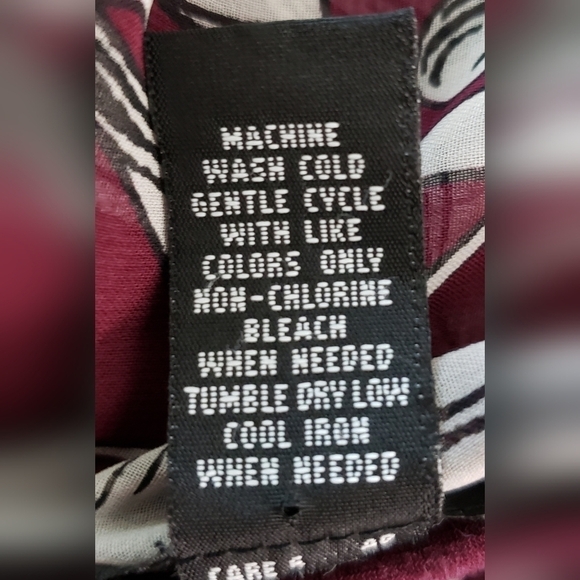 MACHINE
WASH COLD
GENTLE CYCLE
WITH LIKE
COLORS ONLY
NON-CHLORINE
BLEACH
WHEN NEEDED
TUMBLE DRY LOW
COOL IRON
WHEN NEEDED
CARE